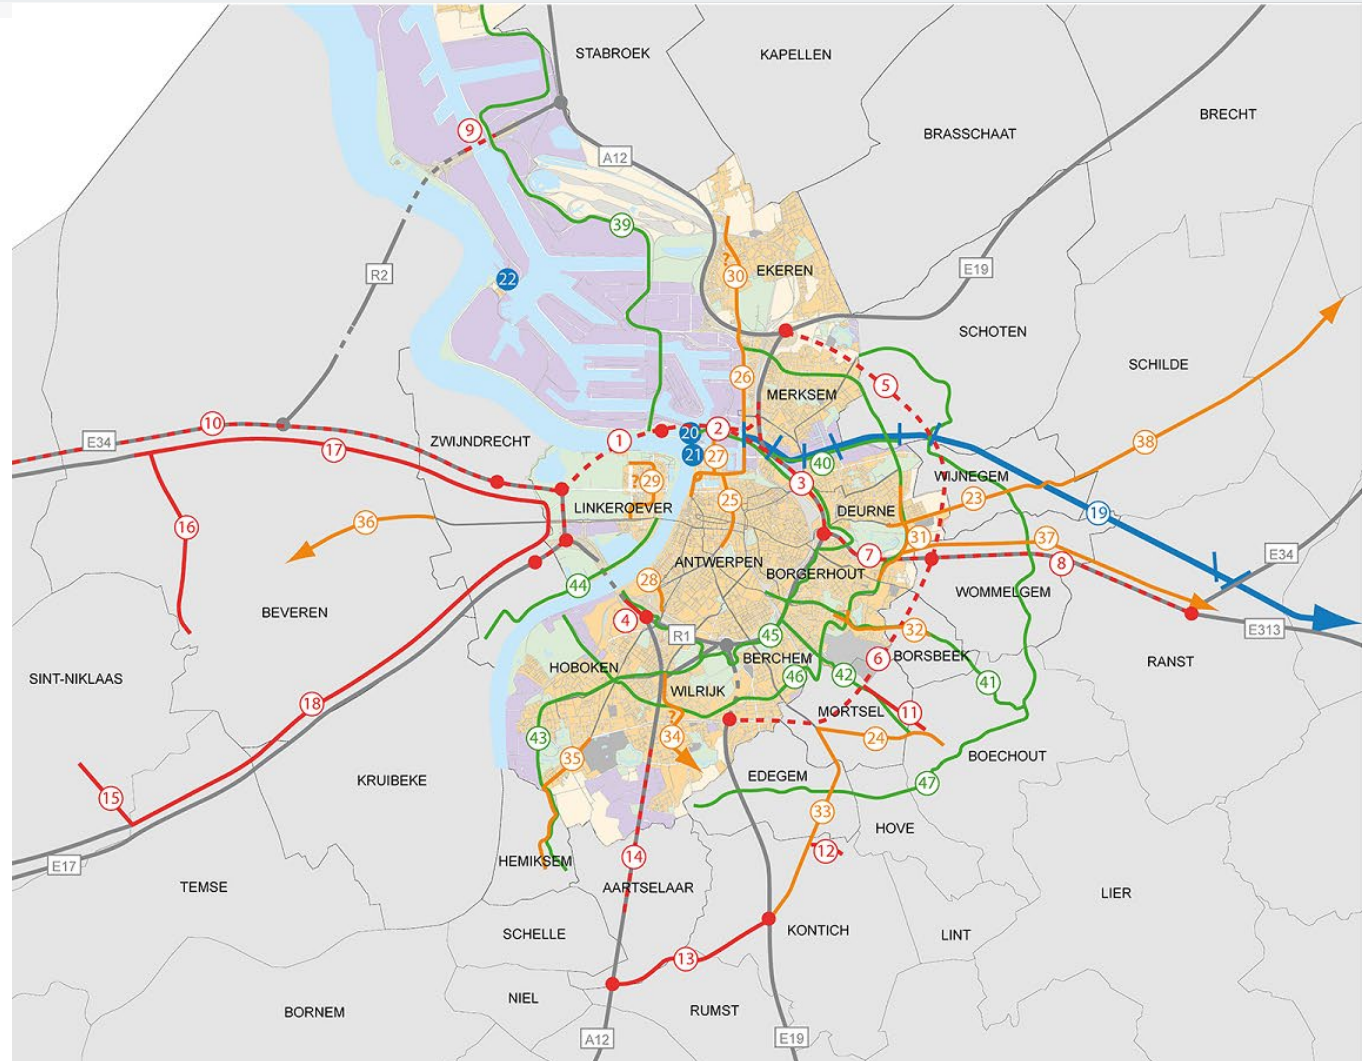 STABROEK
KAPELLEN
BRECHT
9
BRASSCHAAT
A12
39
R2
22
?
30
EKEREN
E19
SCHOTEN
SCHILDE
26
5
MERKSEM
10
E34
17
ZWIJNDRECHT
1
20
2
38
21
27
40
?
29
3
WIJNEGEM
25
23
LINKEROEVER
DEURNE
19
16
36
31
37
7
E34
ANTWERPEN
8
BORGERHOUT
44
28
WOMMELGEM
BEVEREN
4
R1
45
32
E313
SINT-NIKLAAS
HOBOKEN
BERCHEM
6
BORSBEEK
RANST
46
42
41
WILRIJK
18
MORTSEL
11
?
43
34
24
35
BOECHOUT
KRUIBEKE
EDEGEM
47
15
33
HOVE
E17
14
12
HEMIKSEM
TEMSE
AARTSELAAR
LIER
SCHELLE
KONTICH
LINT
13
NIEL
BORNEM
RUMST
A12
E19